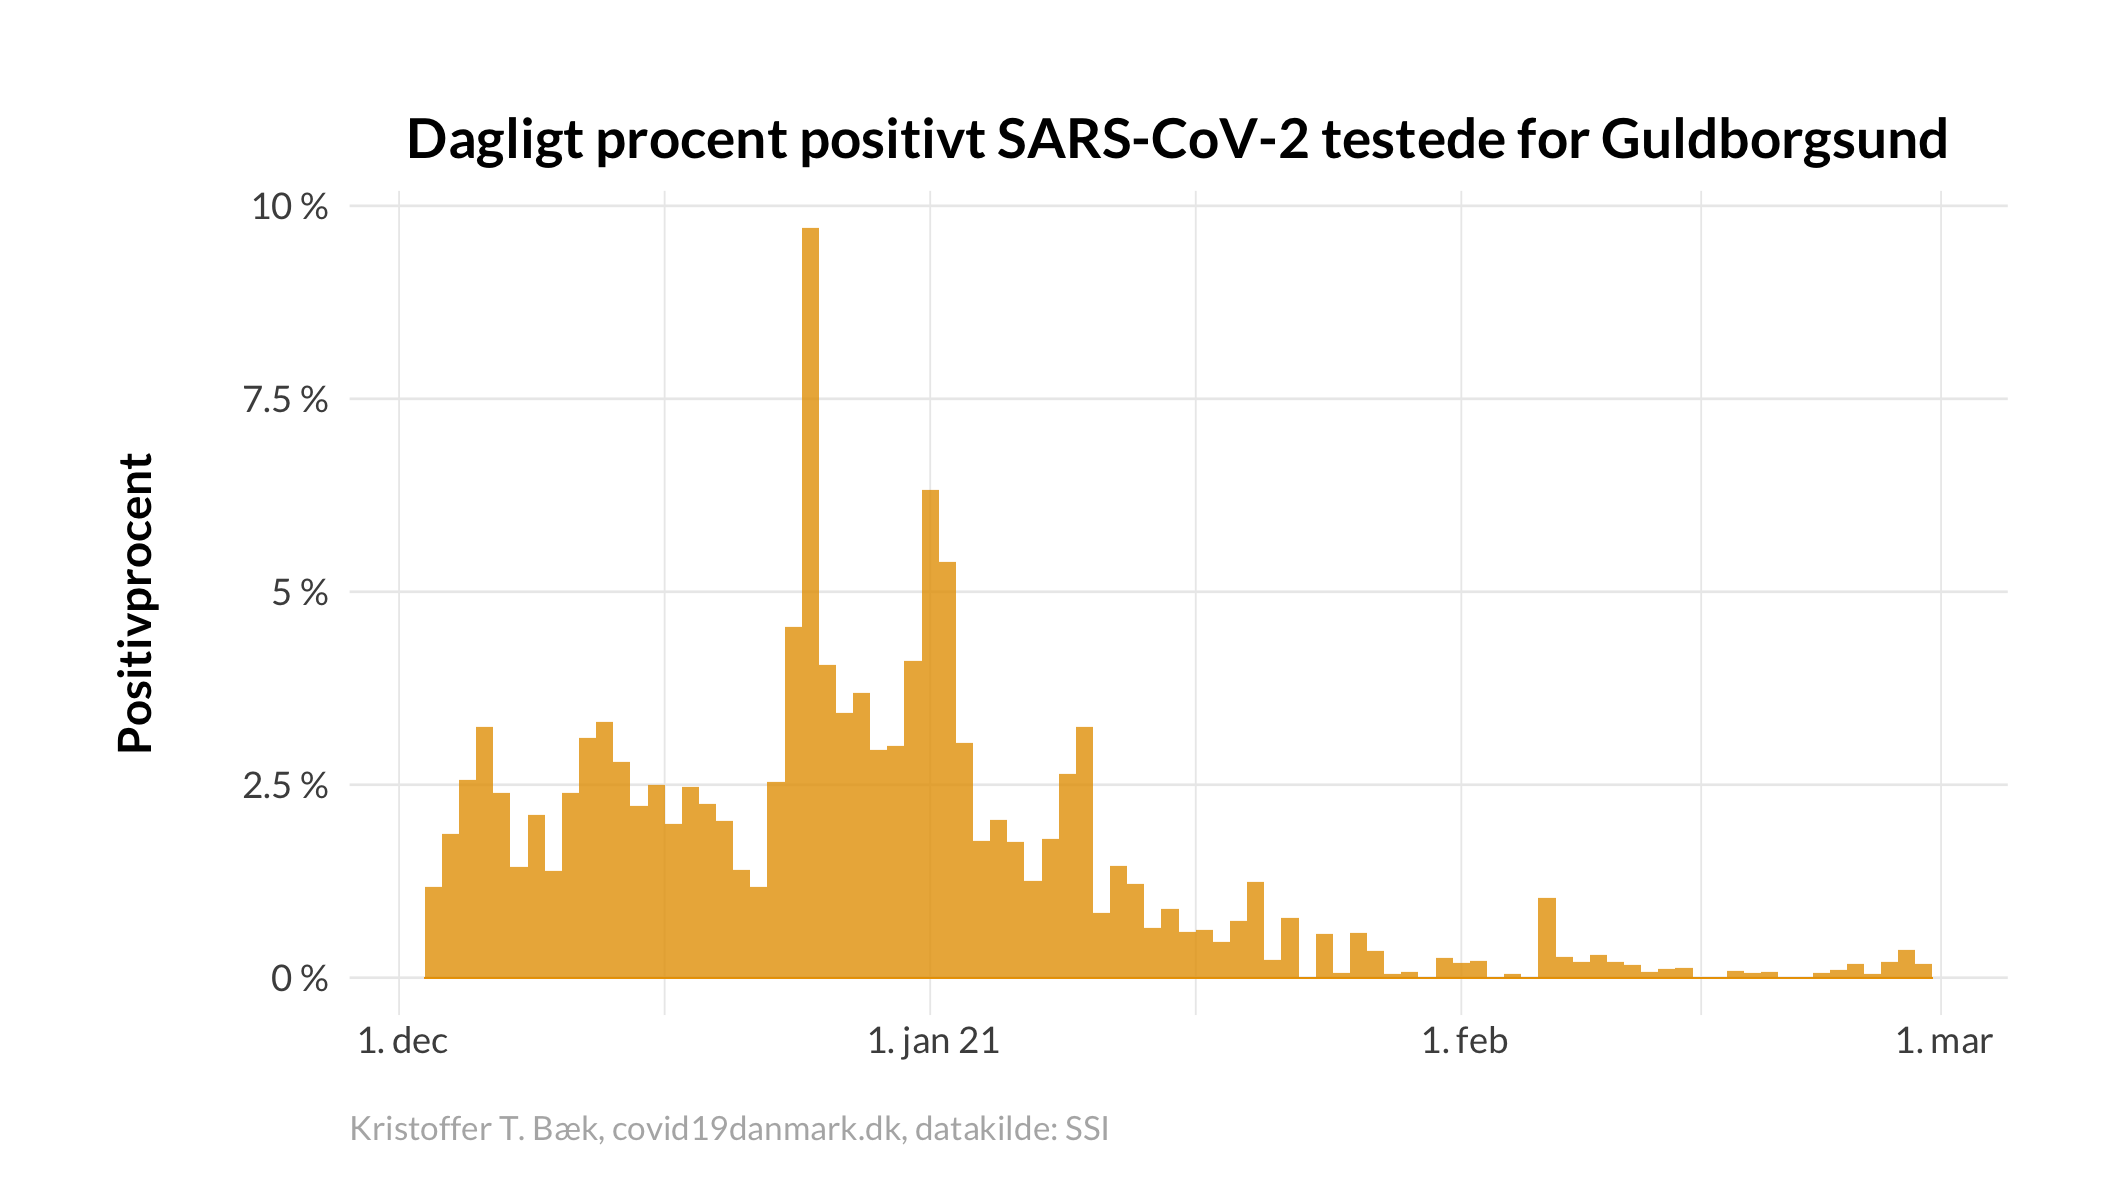 Dagligt procent positivt SARS-CoV-2 testede for Guldborgsund
Positivprocent
10 %
7.5 %
5 %
2.5 %
0 %
1. dec
1. jan 21
1. feb
1. mar
Kristoffer T. Bæk, covid19danmark.dk, datakilde: SSI